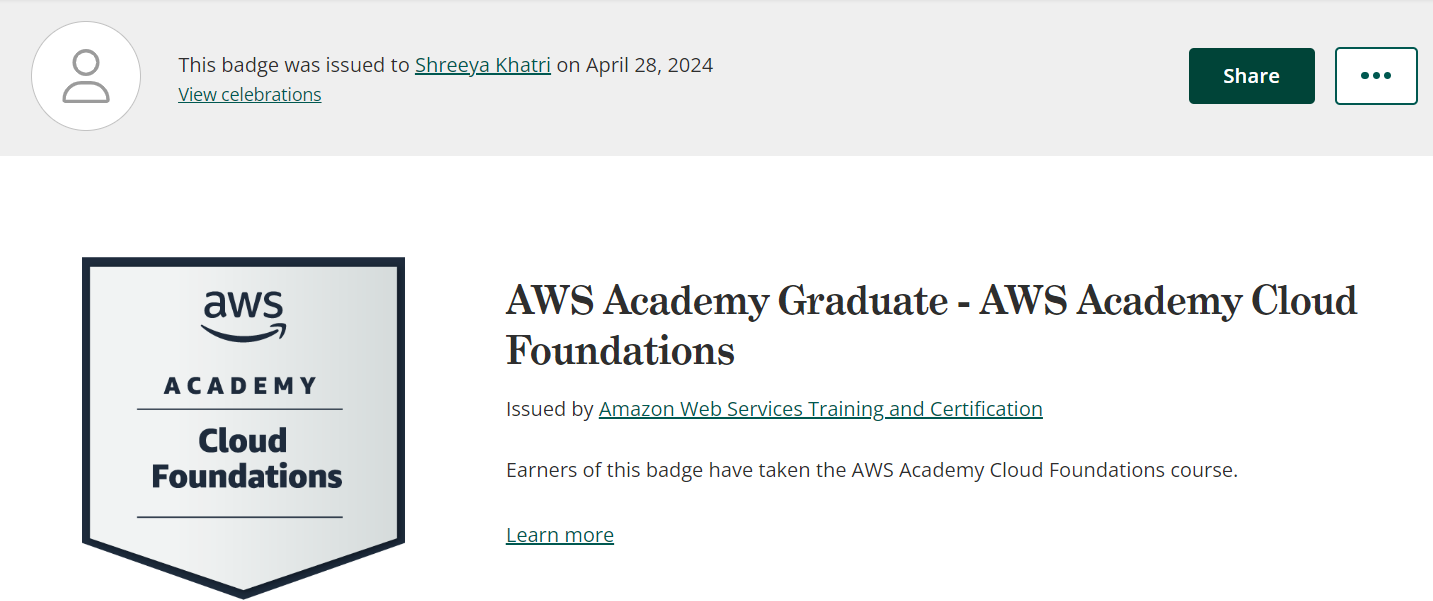 This badge was issued to Shreeya Khatri on April 28, 2024
View celebrations
Share
aws
ACADEMY
Cloud
Foundations
AWS Academy Graduate - AWS Academy Cloud
Foundations
Issued by Amazon Web Services Training and Certification
Earners of this badge have taken the AWS Academy Cloud Foundations course.
Learn more